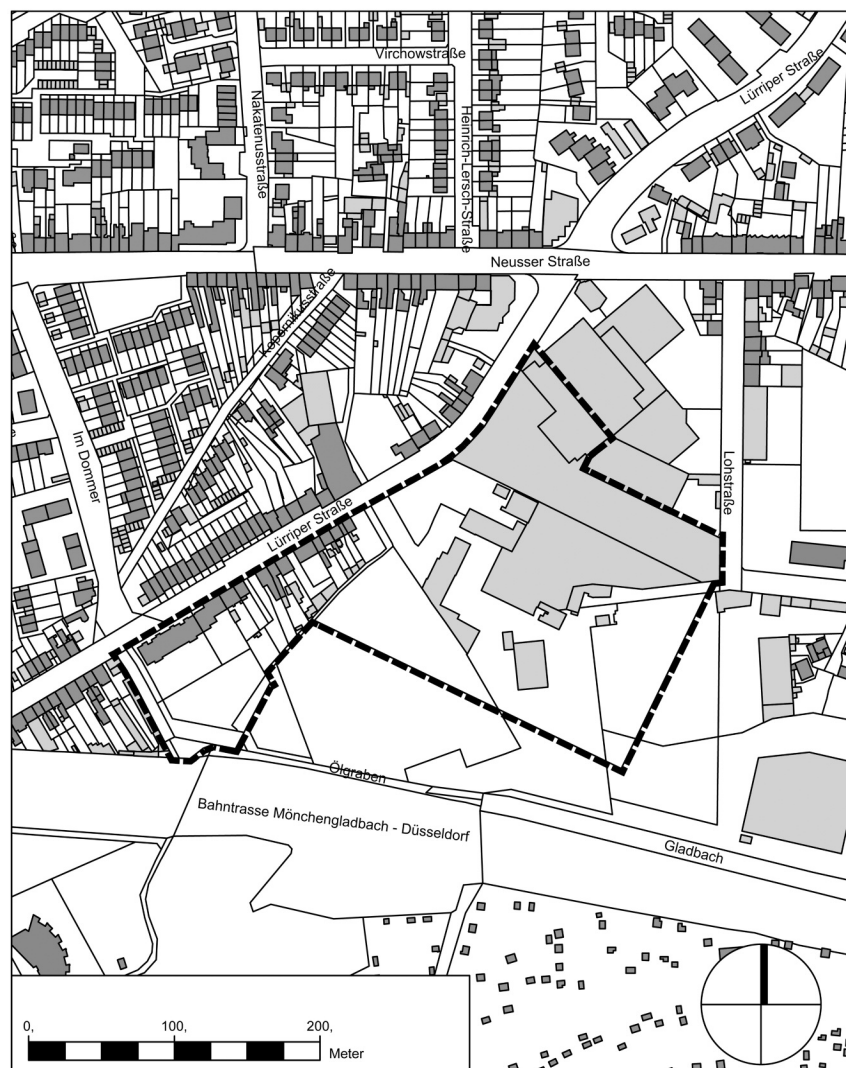 Virchowstraße
Lürriper Straße
Nakatenusstraße
Heinrich-Lersch-Straße
Neusser Straße
Kopernikusstraße
Im Dommer
Lohstraße
Lürriper Straße
Ölgraben
Bahntrasse Mönchengladbach - Düsseldorf
Gladbach
0, 100, 200,
Meter